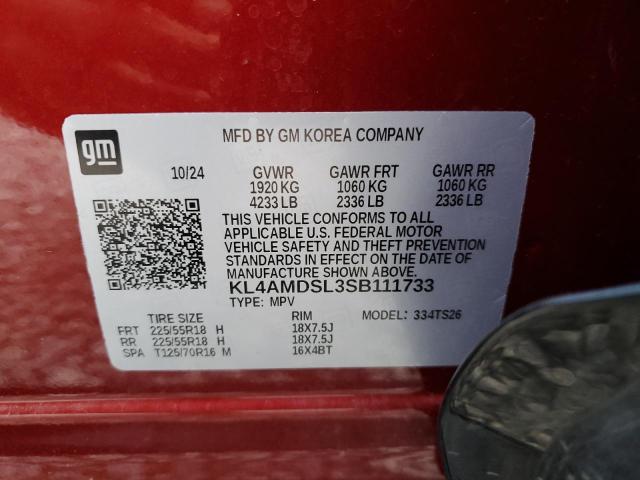 gm
MFD BY GM KOREA COMPANY
10/24 GVWR GAWR FRT GAWR RR
1920 KG 1060 KG 1060 KG
4233 LB 2336 LB 2336 LB
THIS VEHICLE CONFORMS TO ALL
APPLICABLE U.S. FEDERAL MOTOR
VEHICLE SAFETY AND THEFT PREVENTION
STANDARDS IN EFFECT ON THE DATE OF
MANUFACTURE SHOWN ABOVE.
KL4AMDSL3SB111733
TYPE: MPV
TIRE SIZE RIM MODEL: 334TS26
FRT 225/55R18 H 18X7.5J
RR 225/55R18 H 18X7.5J
SPA T125/70R16 M 16X4BT